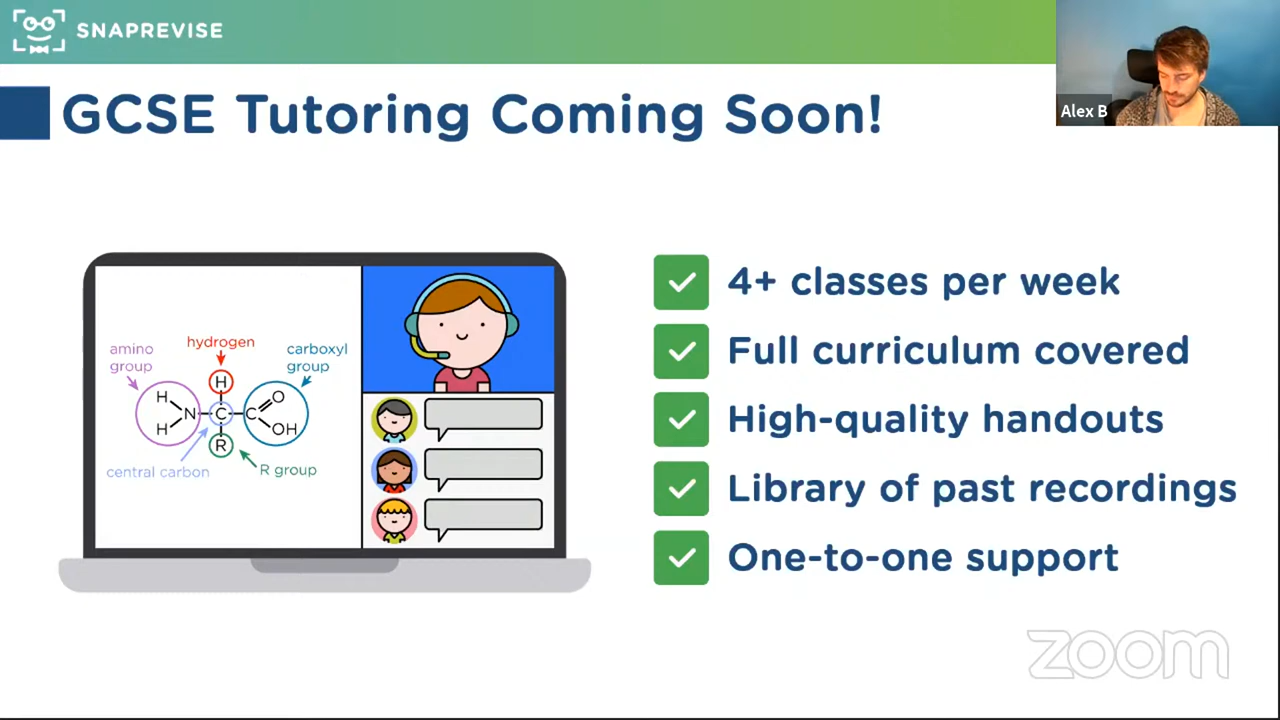 SNAPREVISE
Alex B
GCSE Tutoring Coming Soon!
amino
group
hydrogen
carboxyl
group
H
H
O
H
N
C
C
H
OH
R
central carbon
R group
4+ classes per week
Full curriculum covered
High-quality handouts
Library of past recordings
One-to-one support
zoom